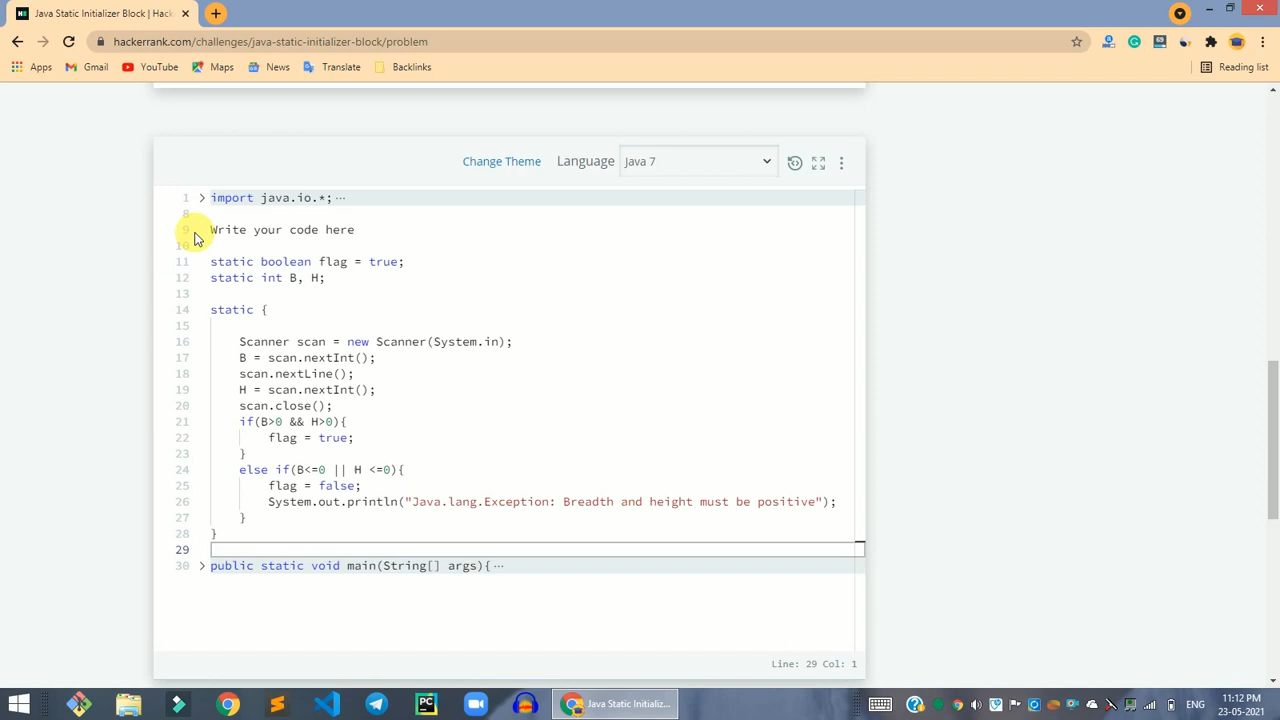 Java Static Initializer Block | Hac
hackerrank.com/challenges/java-static-initializer-block/problem
Apps Gmail YouTube Maps News Translate Backlinks Reading list
Change Theme Language Java 7
1 import java.io.*;
8
9 Write your code here
10
11 static boolean flag = true;
12 static int B, H;
13
14 static {
15
16 Scanner scan = new Scanner(System.in);
17 B = scan.nextInt();
18 scan.nextLine();
19 H = scan.nextInt();
20 scan.close();
21 if(B>0 && H>0){
22 flag = true;
23 }
24 else if(B<=0 || H <=0){
25 flag = false;
26 System.out.println("Java.lang.Exception: Breadth and height must be positive");
27 }
28 }
29
30 public static void main(String[] args){
Line: 29 Col: 1
Java Static Initializ...
ENG
11:12 PM
23-05-2021